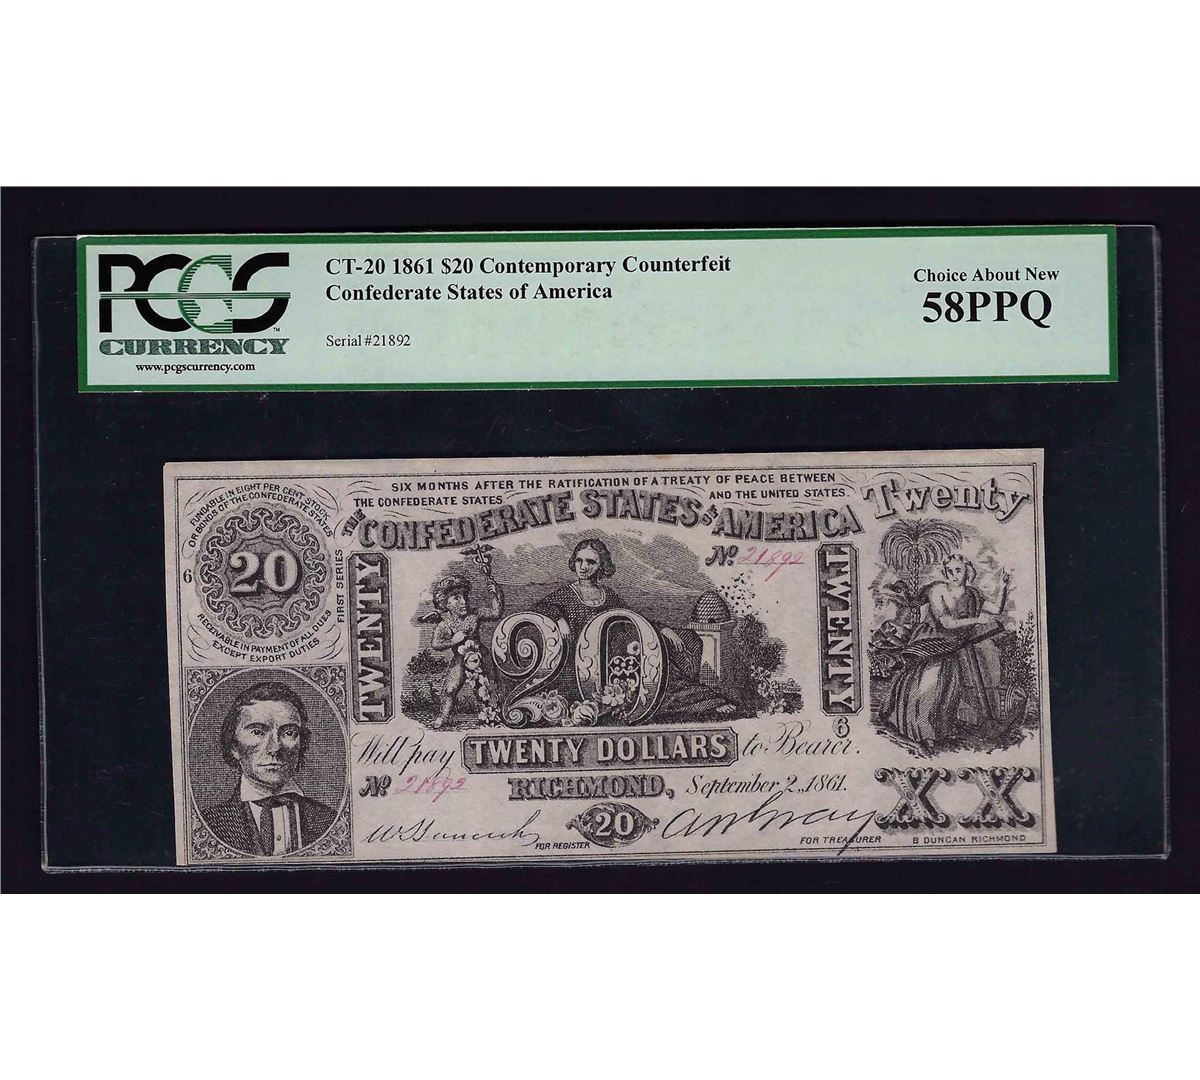 PCGS
CURRENCY
www.pcgscurrency.com
CT-20 1861 $20 Contemporary Counterfeit
Confederate States of America
Serial #21892
Choice About New
58PPQ
SIX MONTHS AFTER THE RATIFICATION OF A TREATY OF PEACE BETWEEN
THE CONFEDERATE STATES AND THE UNITED STATES.
THE CONFEDERATE STATES OF AMERICA
Twenty
FUNDABLE IN EIGHT PER CENT. STOCK
OR BONDS OF THE CONFEDERATE STATES
6
20
FIRST SERIES
RECEIVABLE IN PAYMENT OF ALL DUES
EXCEPT EXPORT DUTIES
TWENTY
No. 21892
20
TWENTY
6
Will pay TWENTY DOLLARS to Bearer.
No 21892
RICHMOND, September 2, 1861.
XX
20
FOR REGISTER
FOR TREASURER
B DUNCAN RICHMOND